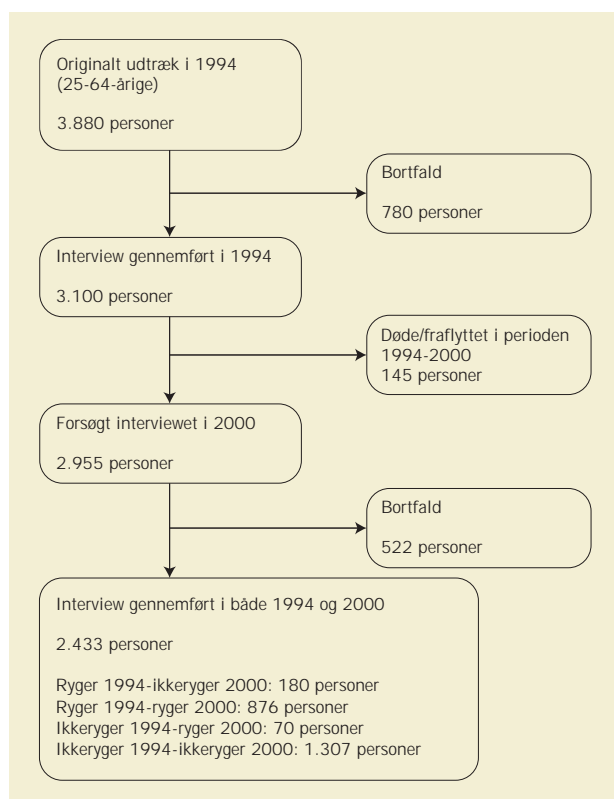 Originalt udtræk i 1994
(25-64-årige)
3.880 personer
Bortfald
780 personer
Interview gennemført i 1994
3.100 personer
Døde/fraflyttet i perioden
1994-2000
145 personer
Forsøgt interviewet i 2000
2.955 personer
Bortfald
522 personer
Interview gennemført i både 1994 og 2000
2.433 personer
Ryger 1994-ikkeryger 2000: 180 personer
Ryger 1994-ryger 2000: 876 personer
Ikkeryger 1994-ryger 2000: 70 personer
Ikkeryger 1994-ikkeryger 2000: 1.307 personer